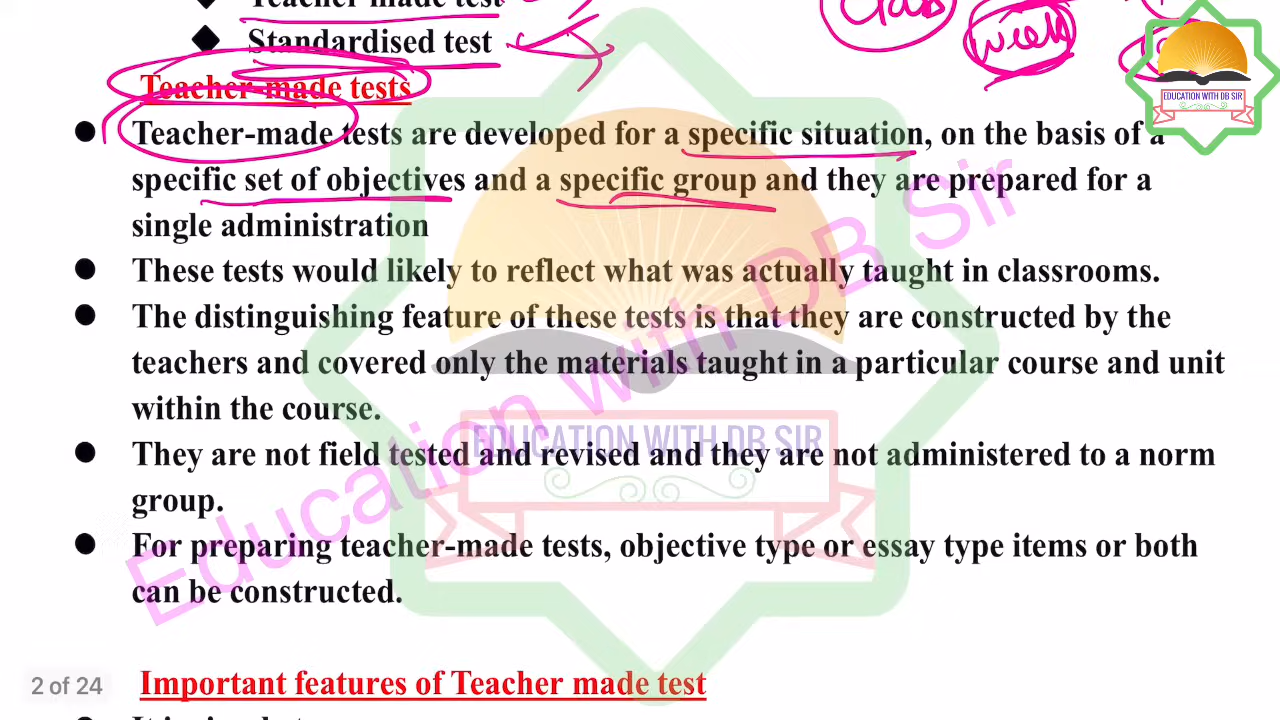 Teacher made test
Standardised test
Class
week
Teacher-made tests
EDUCATION WITH DB SIR
Teacher-made tests are developed for a specific situation, on the basis of a
specific set of objectives and a specific group and they are prepared for a
single administration
These tests would likely to reflect what was actually taught in classrooms.
The distinguishing feature of these tests is that they are constructed by the
teachers and covered only the materials taught in a particular course and unit
within the course.
EDUCATION WITH DB SIR
Education with DB Sir
They are not field tested and revised and they are not administered to a norm
group.
For preparing teacher-made tests, objective type or essay type items or both
can be constructed.
2 of 24
Important features of Teacher made test